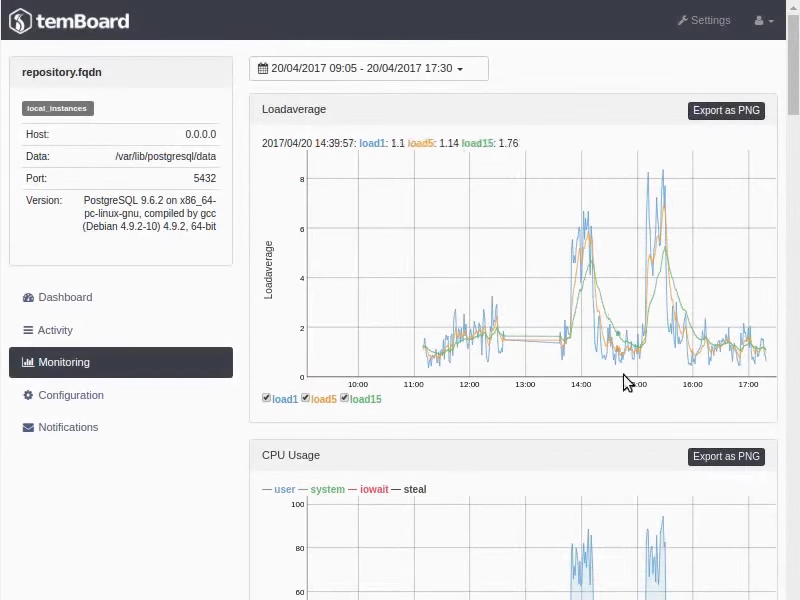 temBoard
Settings
repository.fqdn
local_instances
Host: 0.0.0.0
Data: /var/lib/postgresql/data
Port: 5432
Version: PostgreSQL 9.6.2 on x86_64-
pc-linux-gnu, compiled by gcc
(Debian 4.9.2-10) 4.9.2, 64-bit
Dashboard
Activity
Monitoring
Configuration
Notifications
20/04/2017 09:05 - 20/04/2017 17:30
Loadaverage
Export as PNG
2017/04/20 14:39:57: load1: 1.1 load5: 1.14 load15: 1.76
8
6
4
2
0
Loadaverage
10:00 11:00 12:00 13:00 14:00 16:00 17:00
load1 load5 load15
CPU Usage
Export as PNG
user system iowait steal
100
80
60